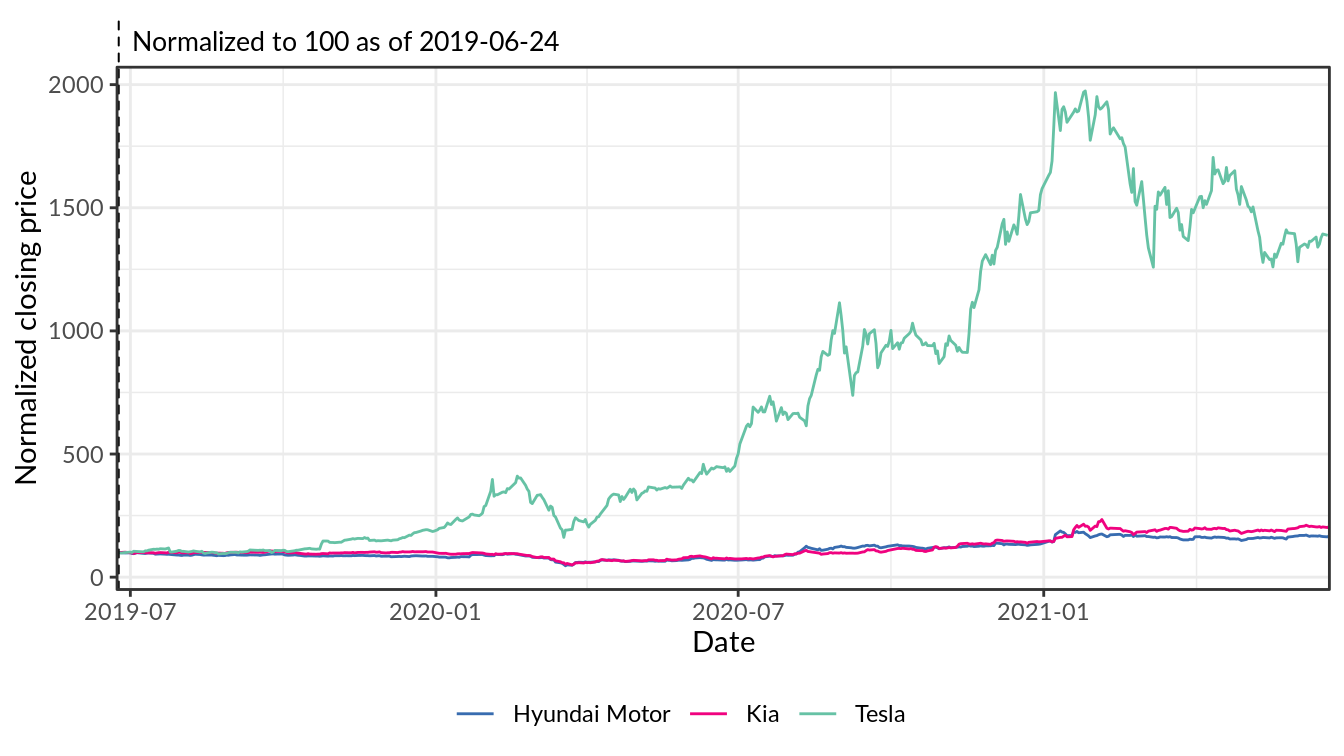 Normalized to 100 as of 2019-06-24
Normalized closing price
2000
1500
1000
500
0
2019-07 2020-01 2020-07 2021-01
Date
Hyundai Motor Kia Tesla